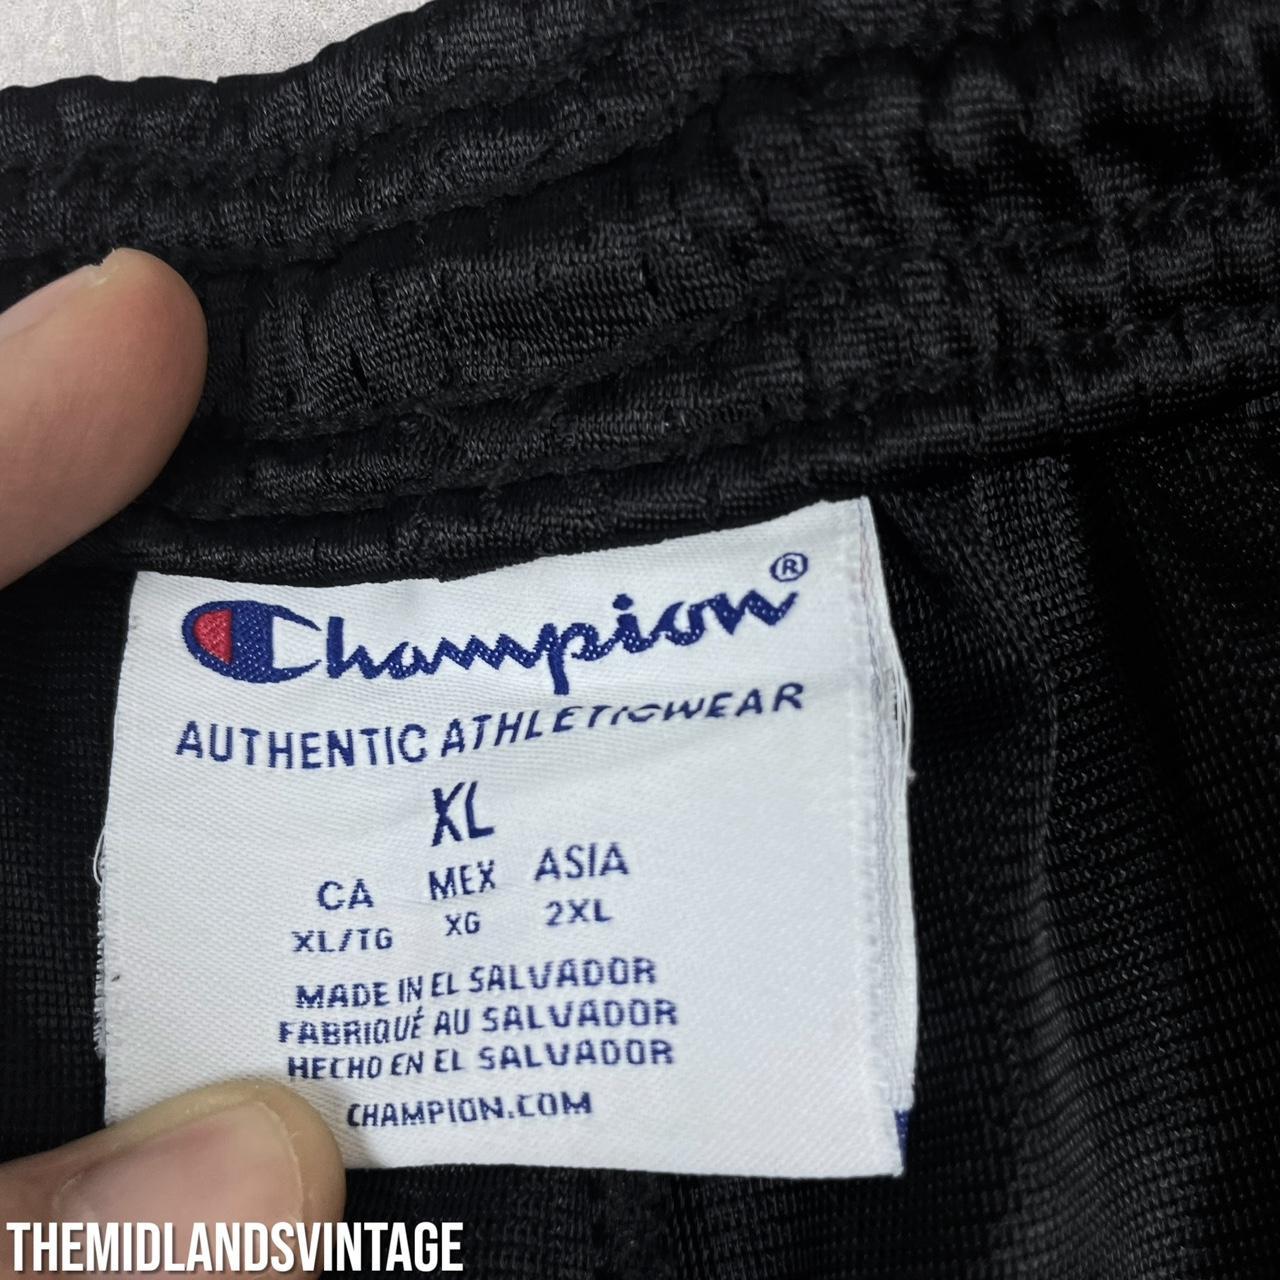 Champion®
AUTHENTIC ATHLETICWEAR
XL
CA MEX ASIA
XL/TG XG 2XL
MADE IN EL SALVADOR
FABRIQUÉ AU SALVADOR
HECHO EN EL SALVADOR
CHAMPION.COM
THEMIDLANDSVINTAGE